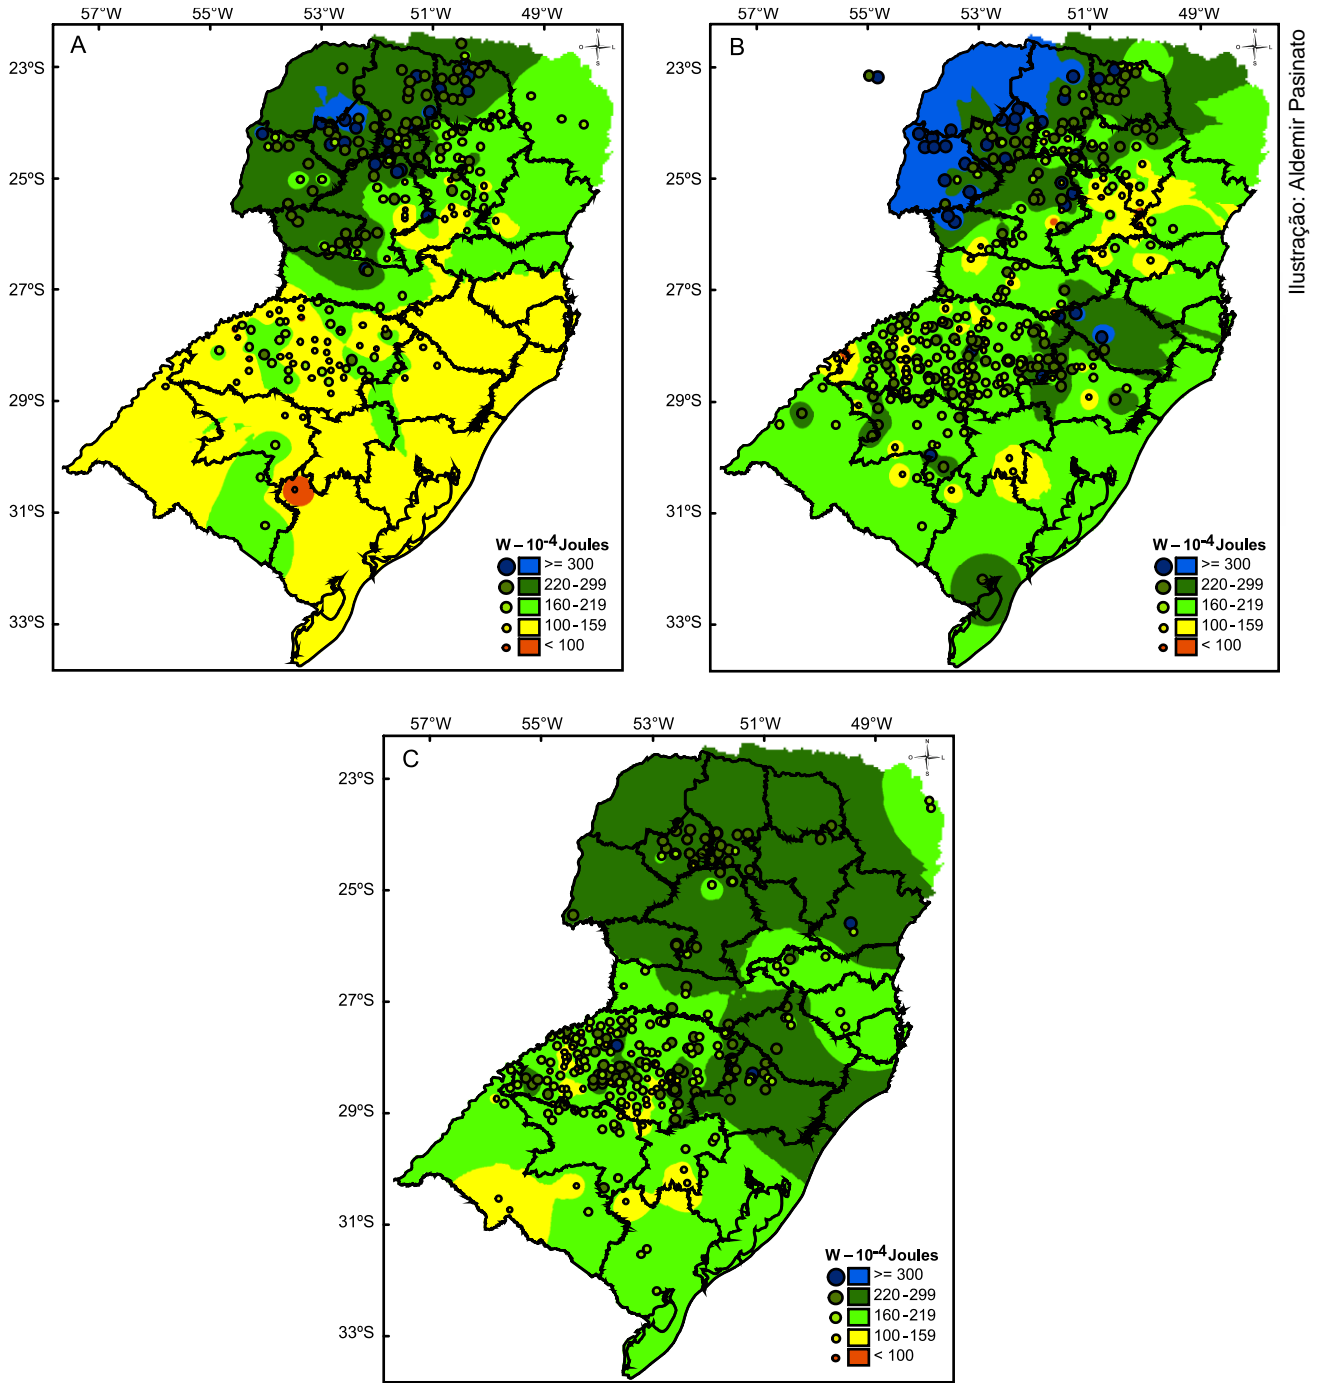 57°W 55°W 53°W 51°W 49°W
A
N
O L
S
23°S
25°S
27°S
29°S
31°S
33°S
W – 10⁻⁴ Joules
>= 300
220 - 299
160 - 219
100 - 159
< 100
57°W 55°W 53°W 51°W 49°W
B
N
O L
S
23°S
25°S
27°S
29°S
31°S
33°S
W – 10⁻⁴ Joules
>= 300
220 - 299
160 - 219
100 - 159
< 100
Ilustração: Aldemir Pasinato
57°W 55°W 53°W 51°W 49°W
C
N
O L
S
23°S
25°S
27°S
29°S
31°S
33°S
W – 10⁻⁴ Joules
>= 300
220 - 299
160 - 219
100 - 159
< 100